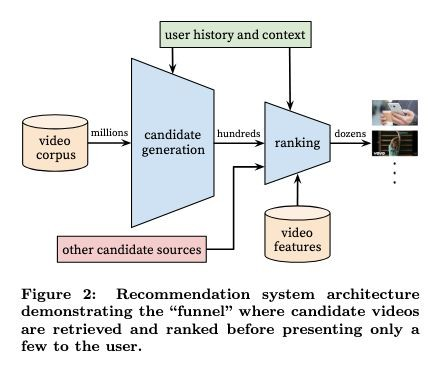 user history and context
video
corpus
millions
candidate
generation
hundreds
ranking
dozens
other candidate sources
video
features
Figure 2: Recommendation system architecture
demonstrating the “funnel” where candidate videos
are retrieved and ranked before presenting only a
few to the user.